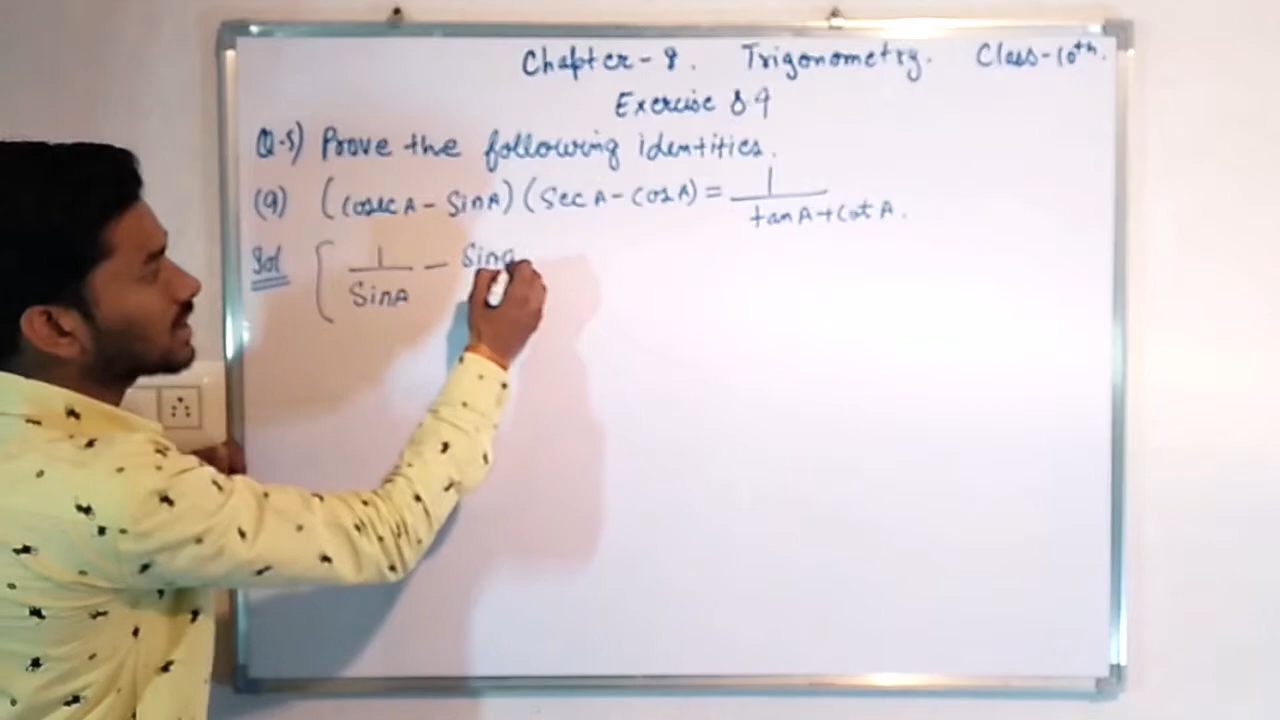 Chapter-8. Trigonometry. Class-10th.
Exercise 8.4
Q-5) Prove the following identities.
(9) (CosecA - SinA) (SecA - CosA) = 1/tanA+CotA.
Sol [ 1/SinA - Sin